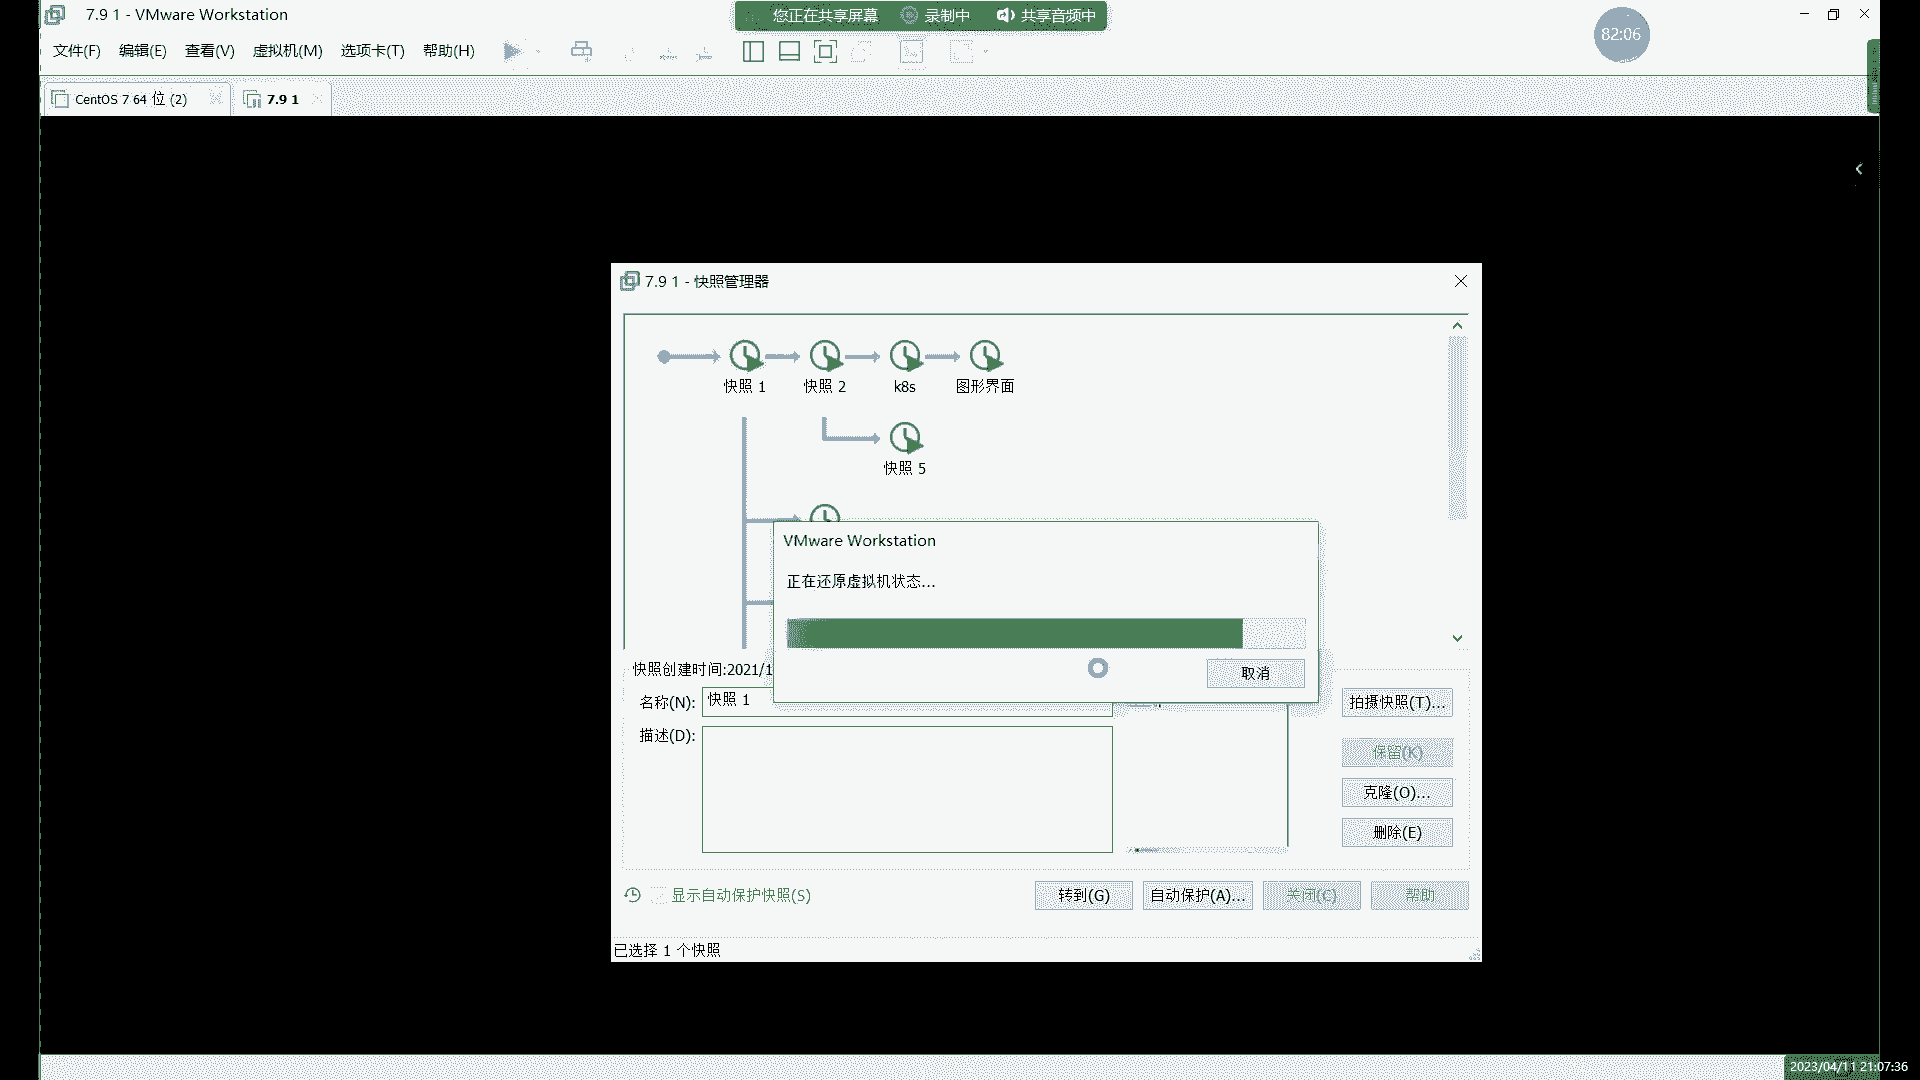 7.9 1 - VMware Workstation
您正在共享屏幕 录制中 共享音频中
82:06
文件(F) 编辑(E) 查看(V) 虚拟机(M) 选项卡(T) 帮助(H)
CentOS 7 64 位 (2) 7.9 1
7.9 1 - 快照管理器
快照 1 快照 2 k8s 图形界面
快照 5
VMware Workstation
正在还原虚拟机状态...
取消
快照创建时间:2021/1
名称(N): 快照 1
拍摄快照(T)...
描述(D):
保留(K)
克隆(O)...
删除(E)
显示自动保护快照(S)
转到(G) 自动保护(A)... 关闭(C) 帮助
已选择 1 个快照
2023/04/11 21:07:36